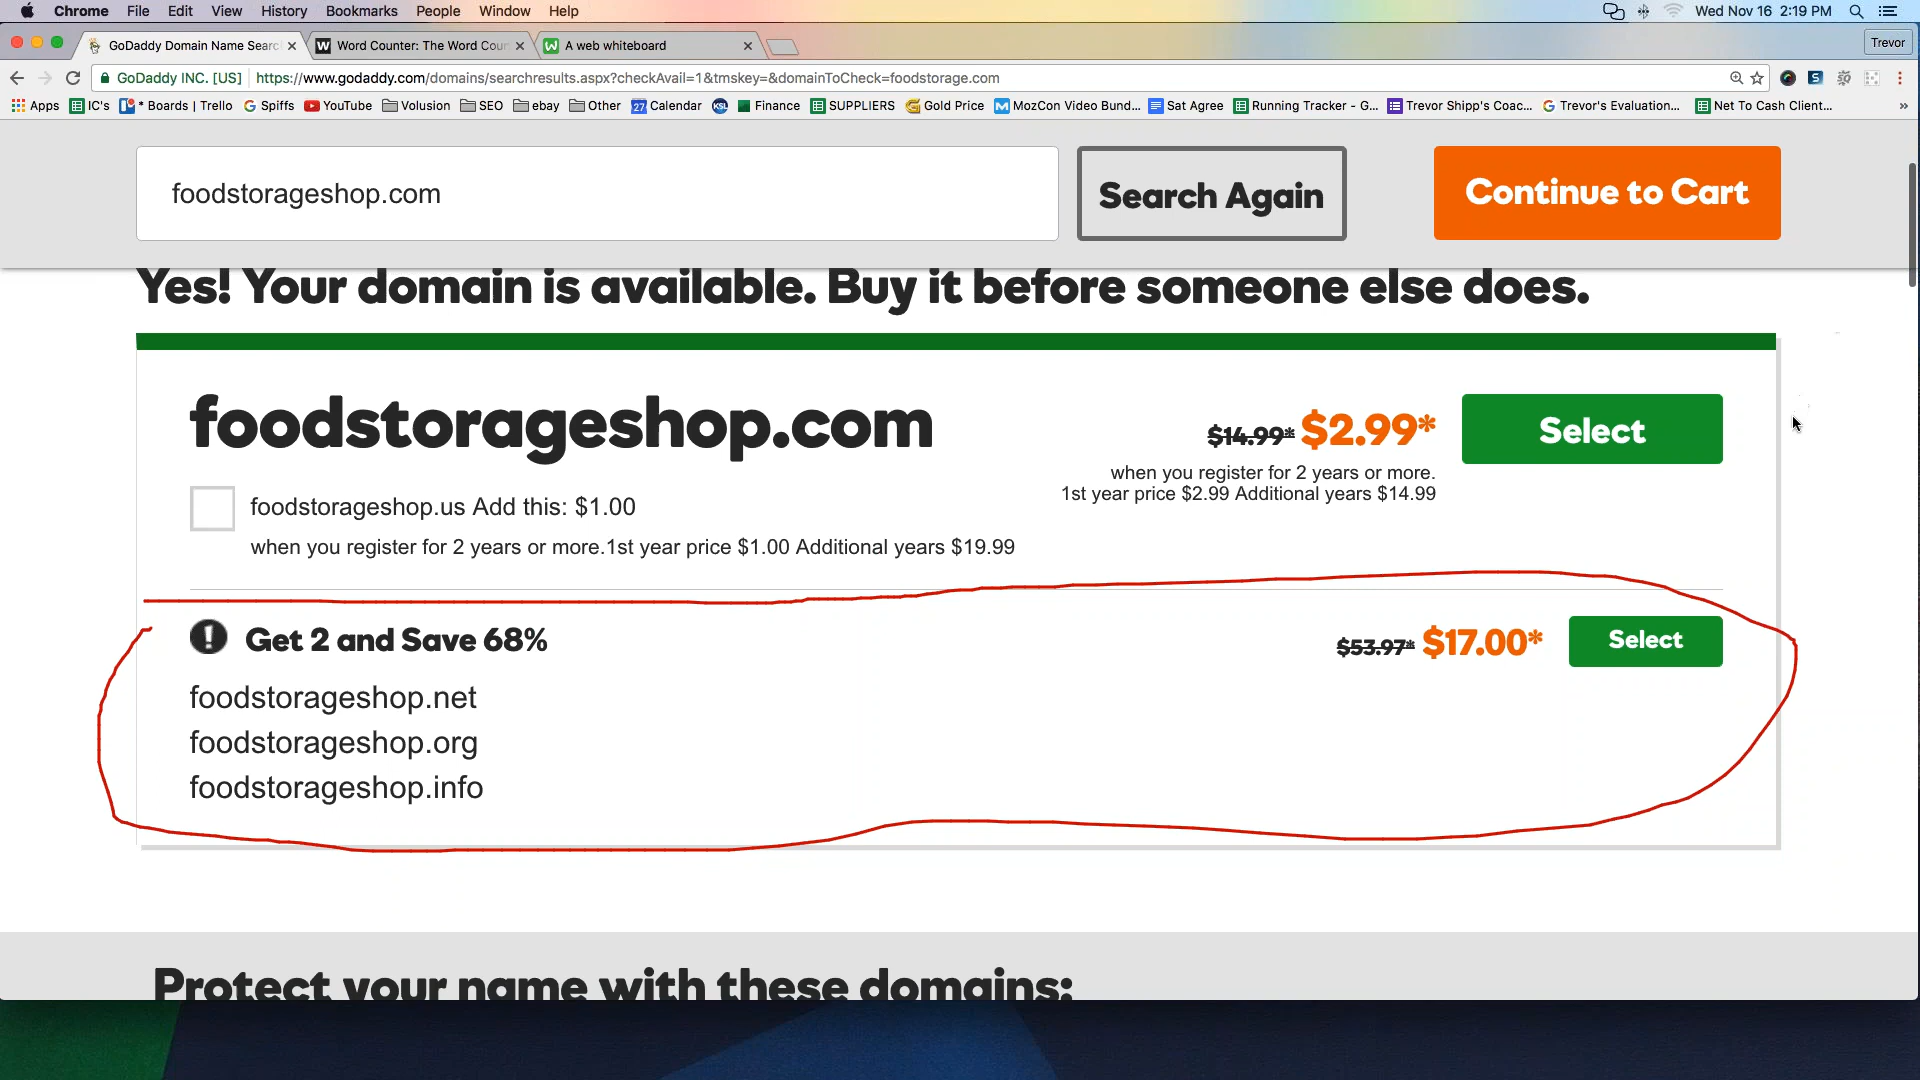 Chrome File Edit View History Bookmarks People Window Help Wed Nov 16 2:19 PM
GoDaddy Domain Name Searc Word Counter: The Word Coun A web whiteboard Trevor
GoDaddy INC. [US] https://www.godaddy.com/domains/searchresults.aspx?checkAvail=1&tmskey=&domainToCheck=foodstorage.com
Apps IC's * Boards | Trello Spiffs YouTube Volusion SEO ebay Other 27 Calendar KSL Finance SUPPLIERS Gold Price MozCon Video Bund... Sat Agree Running Tracker - G... Trevor Shipp's Coac... Trevor's Evaluation... Net To Cash Client... »
foodstorageshop.com Search Again Continue to Cart
Yes! Your domain is available. Buy it before someone else does.
foodstorageshop.com $14.99* $2.99* Select
when you register for 2 years or more.
1st year price $2.99 Additional years $14.99
foodstorageshop.us Add this: $1.00
when you register for 2 years or more.1st year price $1.00 Additional years $19.99
! Get 2 and Save 68% $53.97* $17.00* Select
foodstorageshop.net
foodstorageshop.org
foodstorageshop.info
Protect your name with these domains: